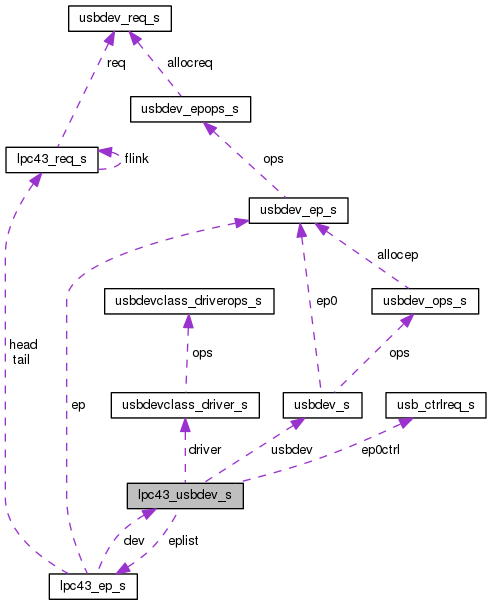 usbdev_req_s
req
allocreq
usbdev_epops_s
lpc43_req_s
flink
ops
usbdev_ep_s
allocep
usbdevclass_driverops_s
ep0
usbdev_ops_s
head
tail
ops
ops
ep
usbdevclass_driver_s
usbdev_s
usb_ctrlreq_s
driver
usbdev
ep0ctrl
lpc43_usbdev_s
dev
eplist
lpc43_ep_s